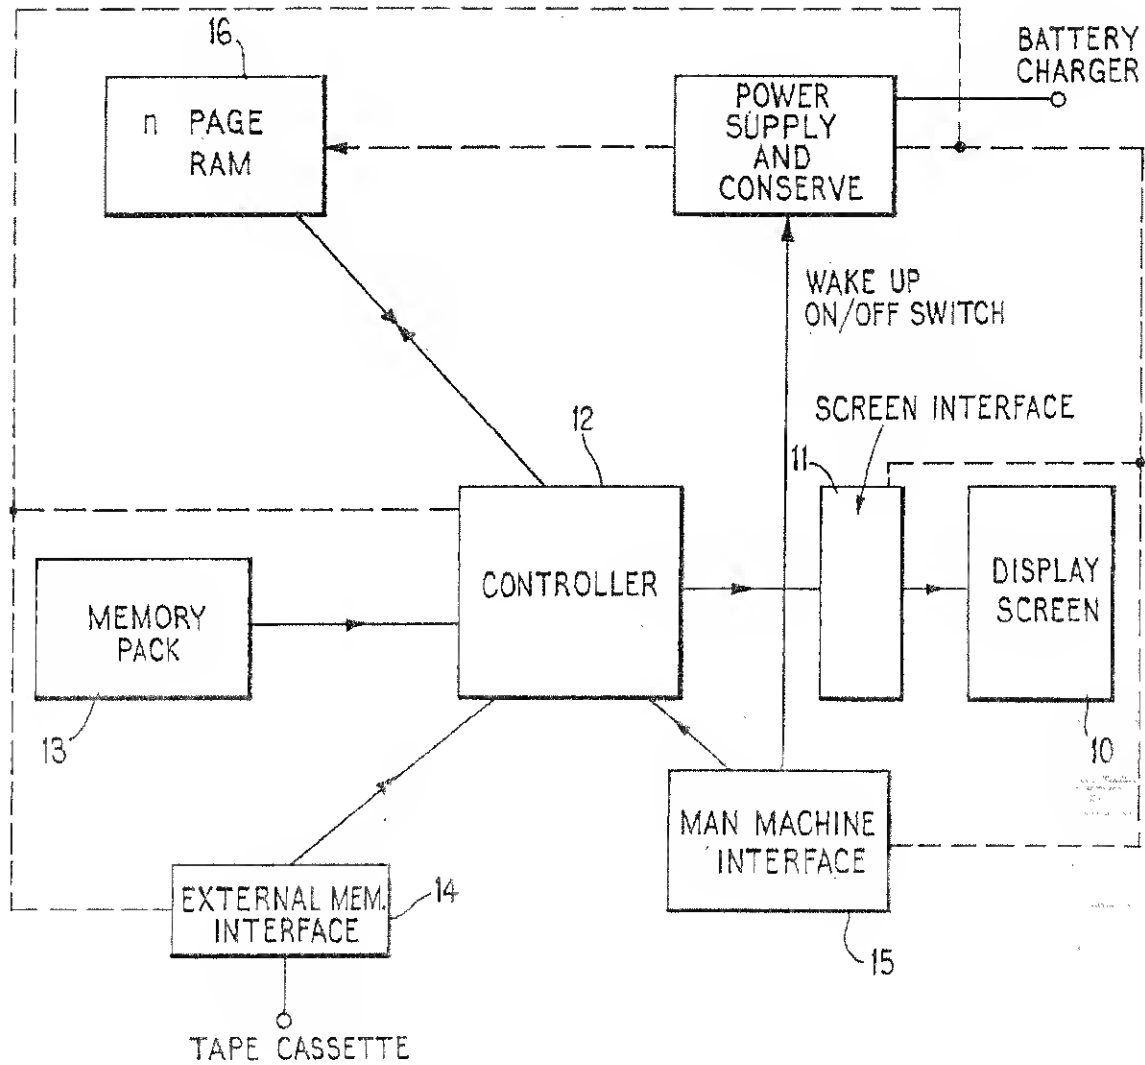 16
BATTERY
CHARGER
n PAGE
RAM
POWER
SUPPLY
AND
CONSERVE
WAKE UP
ON/OFF SWITCH
SCREEN INTERFACE
12
11
CONTROLLER
DISPLAY
SCREEN
MEMORY
PACK
13
10
MAN MACHINE
INTERFACE
EXTERNAL MEM.
INTERFACE
14
15
TAPE CASSETTE